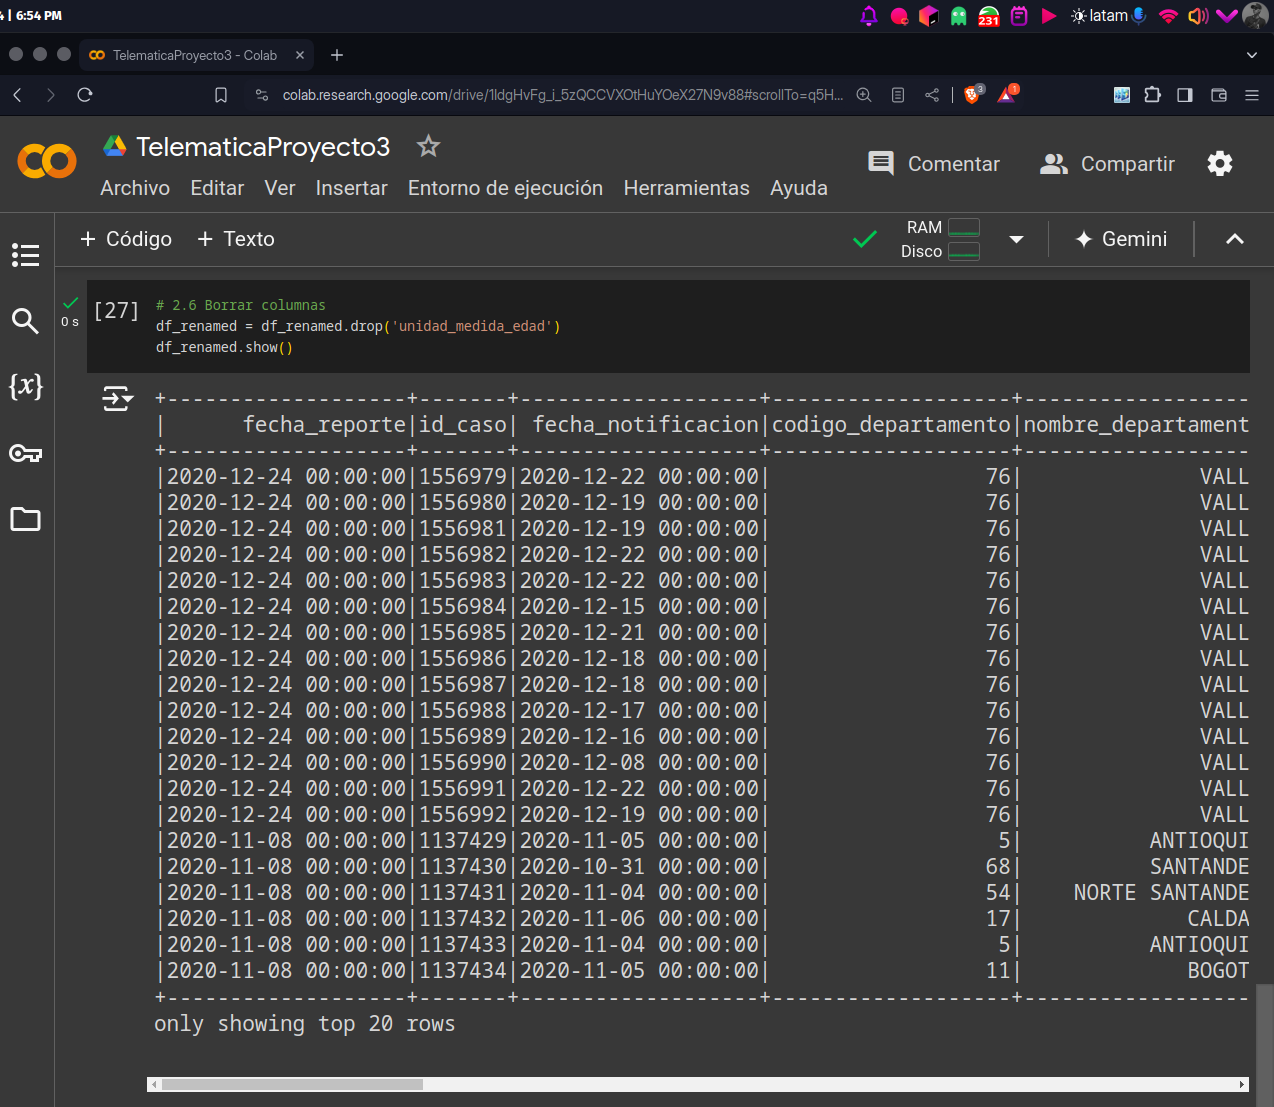 4 | 6:54 PM
231
latam
TelematicaProyecto3 - Colab
colab.research.google.com/drive/1IdgHvFg_i_5zQCCVXOtHuYOeX27N9v88#scrollTo=q5H...
3
1
TelematicaProyecto3
Comentar
Compartir
Archivo Editar Ver Insertar Entorno de ejecución Herramientas Ayuda
+ Código + Texto
RAM
Disco
Gemini
[27]
0 s
# 2.6 Borrar columnas
df_renamed = df_renamed.drop('unidad_medida_edad')
df_renamed.show()
+-------------------+-------+-------------------+-------------------+------------------
|      fecha_reporte|id_caso| fecha_notificacion|codigo_departamento|nombre_departament
+-------------------+-------+-------------------+-------------------+------------------
|2020-12-24 00:00:00|1556979|2020-12-22 00:00:00|                 76|              VALL
|2020-12-24 00:00:00|1556980|2020-12-19 00:00:00|                 76|              VALL
|2020-12-24 00:00:00|1556981|2020-12-19 00:00:00|                 76|              VALL
|2020-12-24 00:00:00|1556982|2020-12-22 00:00:00|                 76|              VALL
|2020-12-24 00:00:00|1556983|2020-12-22 00:00:00|                 76|              VALL
|2020-12-24 00:00:00|1556984|2020-12-15 00:00:00|                 76|              VALL
|2020-12-24 00:00:00|1556985|2020-12-21 00:00:00|                 76|              VALL
|2020-12-24 00:00:00|1556986|2020-12-18 00:00:00|                 76|              VALL
|2020-12-24 00:00:00|1556987|2020-12-18 00:00:00|                 76|              VALL
|2020-12-24 00:00:00|1556988|2020-12-17 00:00:00|                 76|              VALL
|2020-12-24 00:00:00|1556989|2020-12-16 00:00:00|                 76|              VALL
|2020-12-24 00:00:00|1556990|2020-12-08 00:00:00|                 76|              VALL
|2020-12-24 00:00:00|1556991|2020-12-22 00:00:00|                 76|              VALL
|2020-12-24 00:00:00|1556992|2020-12-19 00:00:00|                 76|              VALL
|2020-11-08 00:00:00|1137429|2020-11-05 00:00:00|                  5|          ANTIOQUI
|2020-11-08 00:00:00|1137430|2020-10-31 00:00:00|                 68|          SANTANDE
|2020-11-08 00:00:00|1137431|2020-11-04 00:00:00|                 54|    NORTE SANTANDE
|2020-11-08 00:00:00|1137432|2020-11-06 00:00:00|                 17|             CALDA
|2020-11-08 00:00:00|1137433|2020-11-04 00:00:00|                  5|          ANTIOQUI
|2020-11-08 00:00:00|1137434|2020-11-05 00:00:00|                 11|             BOGOT
+-------------------+-------+-------------------+-------------------+------------------
only showing top 20 rows